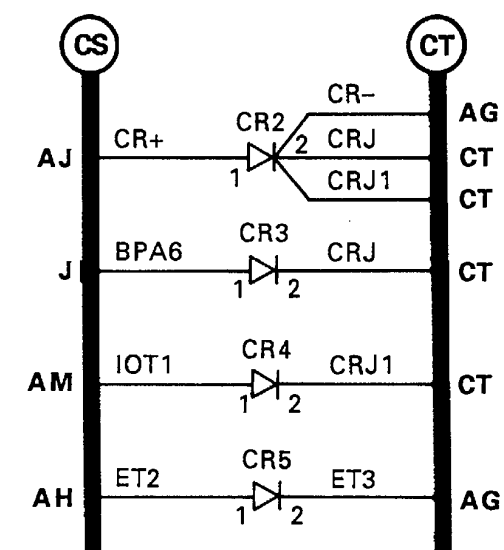 CS CT
CR– AG
CR+ CR2 CRJ
AJ 1 2 CT
CRJ1 CT
BPA6 CR3 CRJ
J 1 2 CT
IOT1 CR4 CRJ1
AM 1 2 CT
ET2 CR5 ET3
AH 1 2 AG